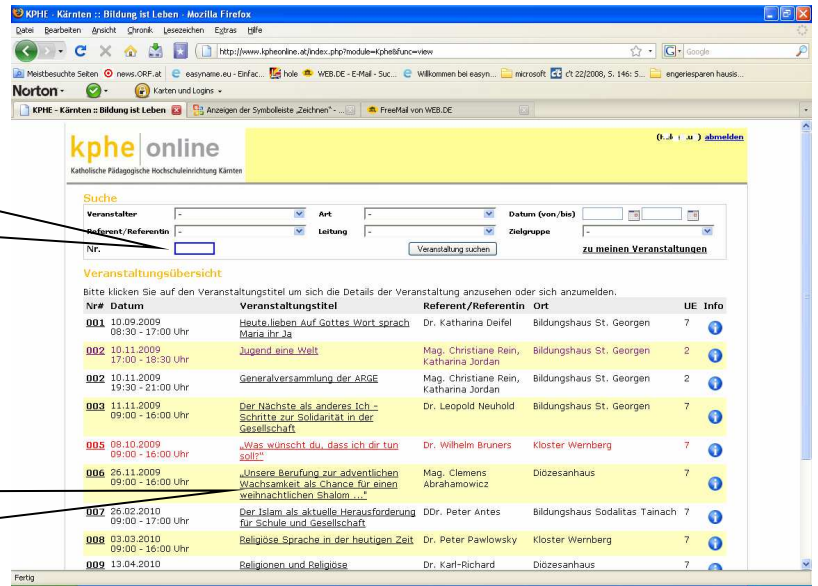 KPHE - Kärnten :: Bildung ist Leben - Mozilla Firefox
Datei Bearbeiten Ansicht Chronik Lesezeichen Extras Hilfe
http://www.kpheonline.at/index.php?module=Kphe&func=view
Google
Meistbesuchte Seiten news.ORF.at easyname.eu - Einfac... hole WEB.DE - E-Mail - Suc... Willkommen bei easyn... microsoft c't 22/2008, S. 146: S... engeriesparen hausis...
Norton Karten und Logins
KPHE - Kärnten :: Bildung ist Leben Anzeigen der Symbolleiste „Zeichnen" - ... FreeMail von WEB.DE
abmelden
kphe online
Katholische Pädagogische Hochschuleinrichtung Kärnten
Suche
Veranstalter - Art - Datum (von/bis)
Referent/Referentin - Leitung - Zielgruppe -
Nr. Veranstaltung suchen zu meinen Veranstaltungen
Veranstaltungsübersicht
Bitte klicken Sie auf den Veranstaltungstitel um sich die Details der Veranstaltung anzusehen oder sich anzumelden.
Nr# Datum Veranstaltungstitel Referent/Referentin Ort UE Info
001 10.09.2009 Heute.lieben Auf Gottes Wort sprach Dr. Katharina Deifel Bildungshaus St. Georgen 7
08:30 - 17:00 Uhr Maria ihr Ja
002 10.11.2009 Jugend eine Welt Mag. Christiane Rein, Bildungshaus St. Georgen 2
17:00 - 18:30 Uhr Katharina Jordan
002 10.11.2009 Generalversammlung der ARGE Mag. Christiane Rein, Bildungshaus St. Georgen 2
19:30 - 21:00 Uhr Katharina Jordan
003 11.11.2009 Der Nächste als anderes Ich - Dr. Leopold Neuhold Bildungshaus St. Georgen 7
09:00 - 16:00 Uhr Schritte zur Solidarität in der
Gesellschaft
005 08.10.2009 „Was wünscht du, dass ich dir tun Dr. Wilhelm Bruners Kloster Wernberg 7
09:00 - 16:00 Uhr soll?"
006 26.11.2009 „Unsere Berufung zur adventlichen Mag. Clemens Diözesanhaus 7
09:00 - 16:00 Uhr Wachsamkeit als Chance für einen Abrahamowicz
weihnachtlichen Shalom ..."
007 26.02.2010 Der Islam als aktuelle Herausforderung DDr. Peter Antes Bildungshaus Sodalitas Tainach 7
09:00 - 17:00 Uhr für Schule und Gesellschaft
008 03.03.2010 Religiöse Sprache in der heutigen Zeit Dr. Peter Pawlowsky Kloster Wernberg 7
09:00 - 16:00 Uhr
009 13.04.2010 Religionen und Religiöse Dr. Karl-Richard Diözesanhaus 7
Fertig